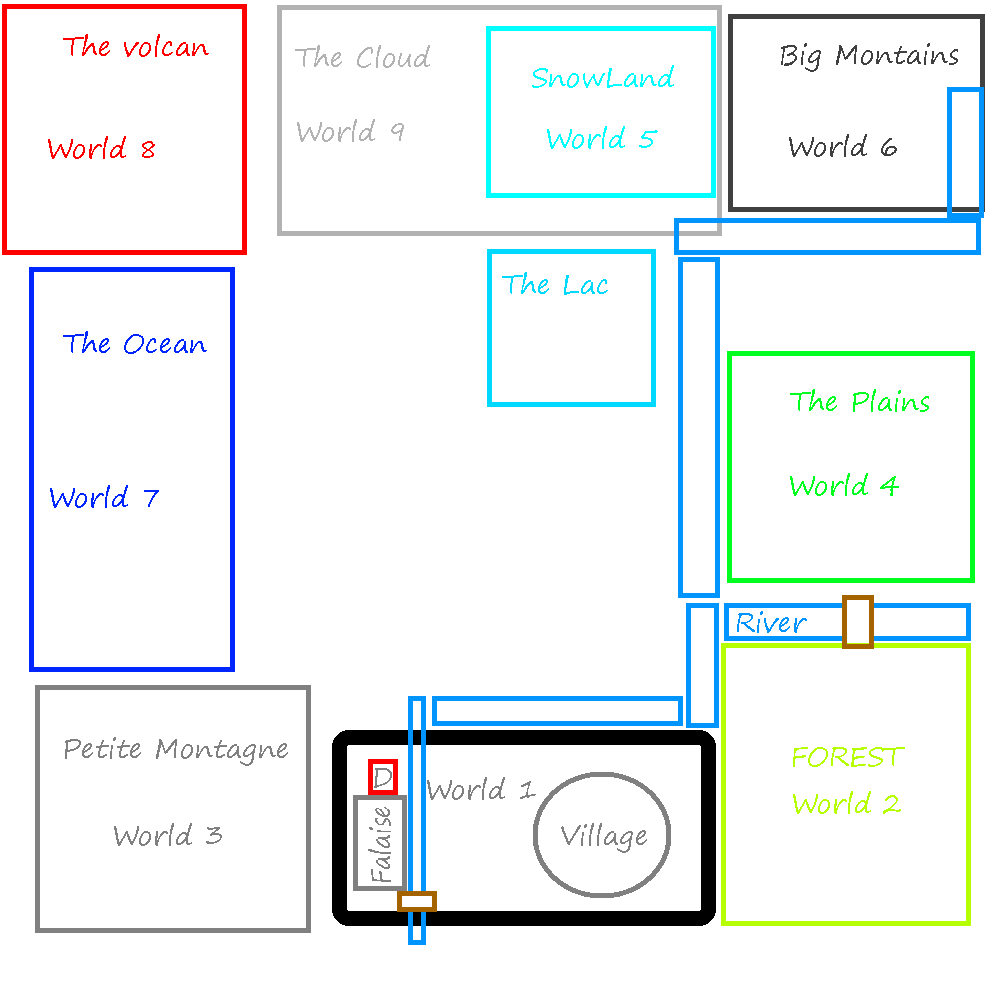 The volcan
World 8
The Cloud
World 9
SnowLand
World 5
Big Montains
World 6
The Ocean
World 7
The Lac
The Plains
World 4
River
Petite Montagne
World 3
D
Falaise
World 1
Village
FOREST
World 2